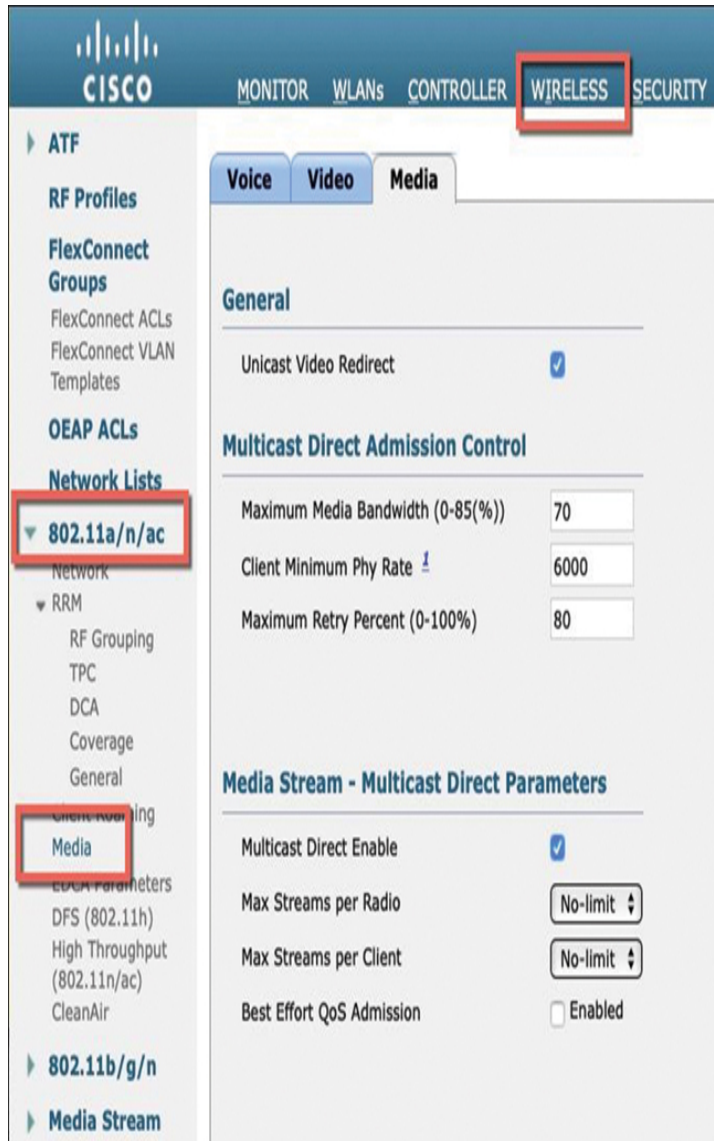 CISCO
MONITOR WLANs CONTROLLER WIRELESS SECURITY
ATF
RF Profiles
FlexConnect
Groups
FlexConnect ACLs
FlexConnect VLAN
Templates
OEAP ACLs
Network Lists
802.11a/n/ac
Network
RRM
RF Grouping
TPC
DCA
Coverage
General
Client Roaming
Media
EDCA Parameters
DFS (802.11h)
High Throughput
(802.11n/ac)
CleanAir
802.11b/g/n
Media Stream
Voice Video Media
General
Unicast Video Redirect
Multicast Direct Admission Control
Maximum Media Bandwidth (0-85(%)) 70
Client Minimum Phy Rate 1 6000
Maximum Retry Percent (0-100%) 80
Media Stream - Multicast Direct Parameters
Multicast Direct Enable
Max Streams per Radio No-limit
Max Streams per Client No-limit
Best Effort QoS Admission Enabled